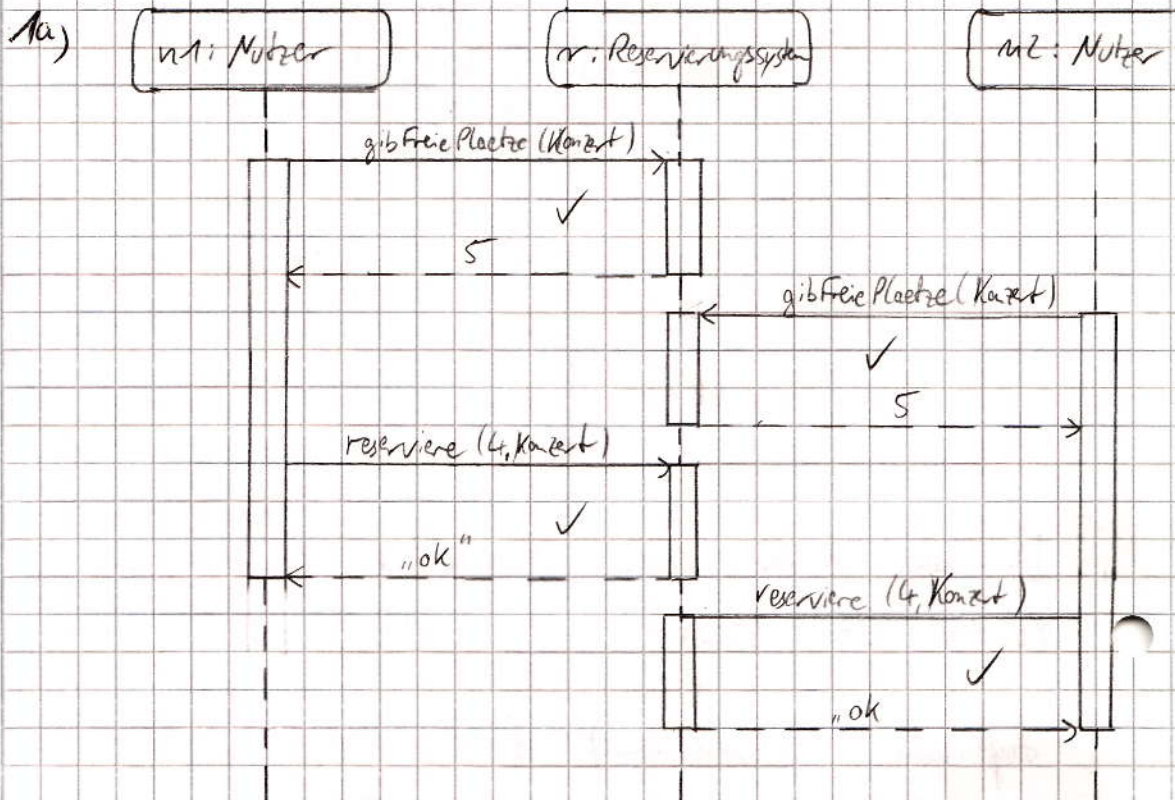 1a)
n1: Nutzer
r: Reservierungssystem
n2: Nutzer
gibFreiePlaetze (Konzert)
✓
5
gibFreiePlaetze (Konzert)
✓
5
reserviere (4, Konzert)
✓
„ok"
reserviere (4, Konzert)
✓
„ok